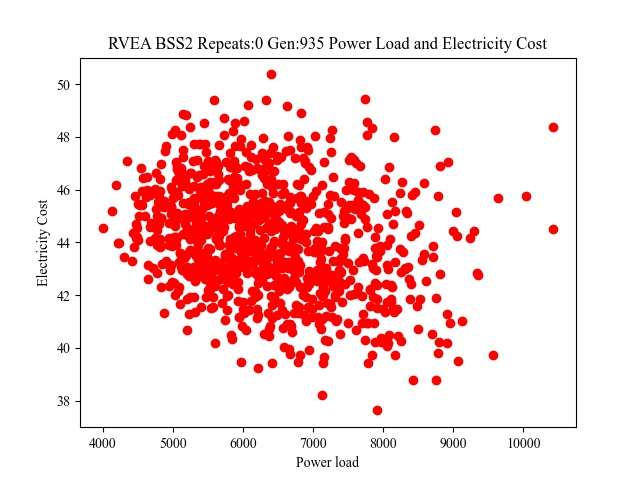 RVEA BSS2 Repeats:0 Gen:935 Power Load and Electricity Cost
50
48
46
44
42
40
38
Electricity Cost
4000 5000 6000 7000 8000 9000 10000
Power load